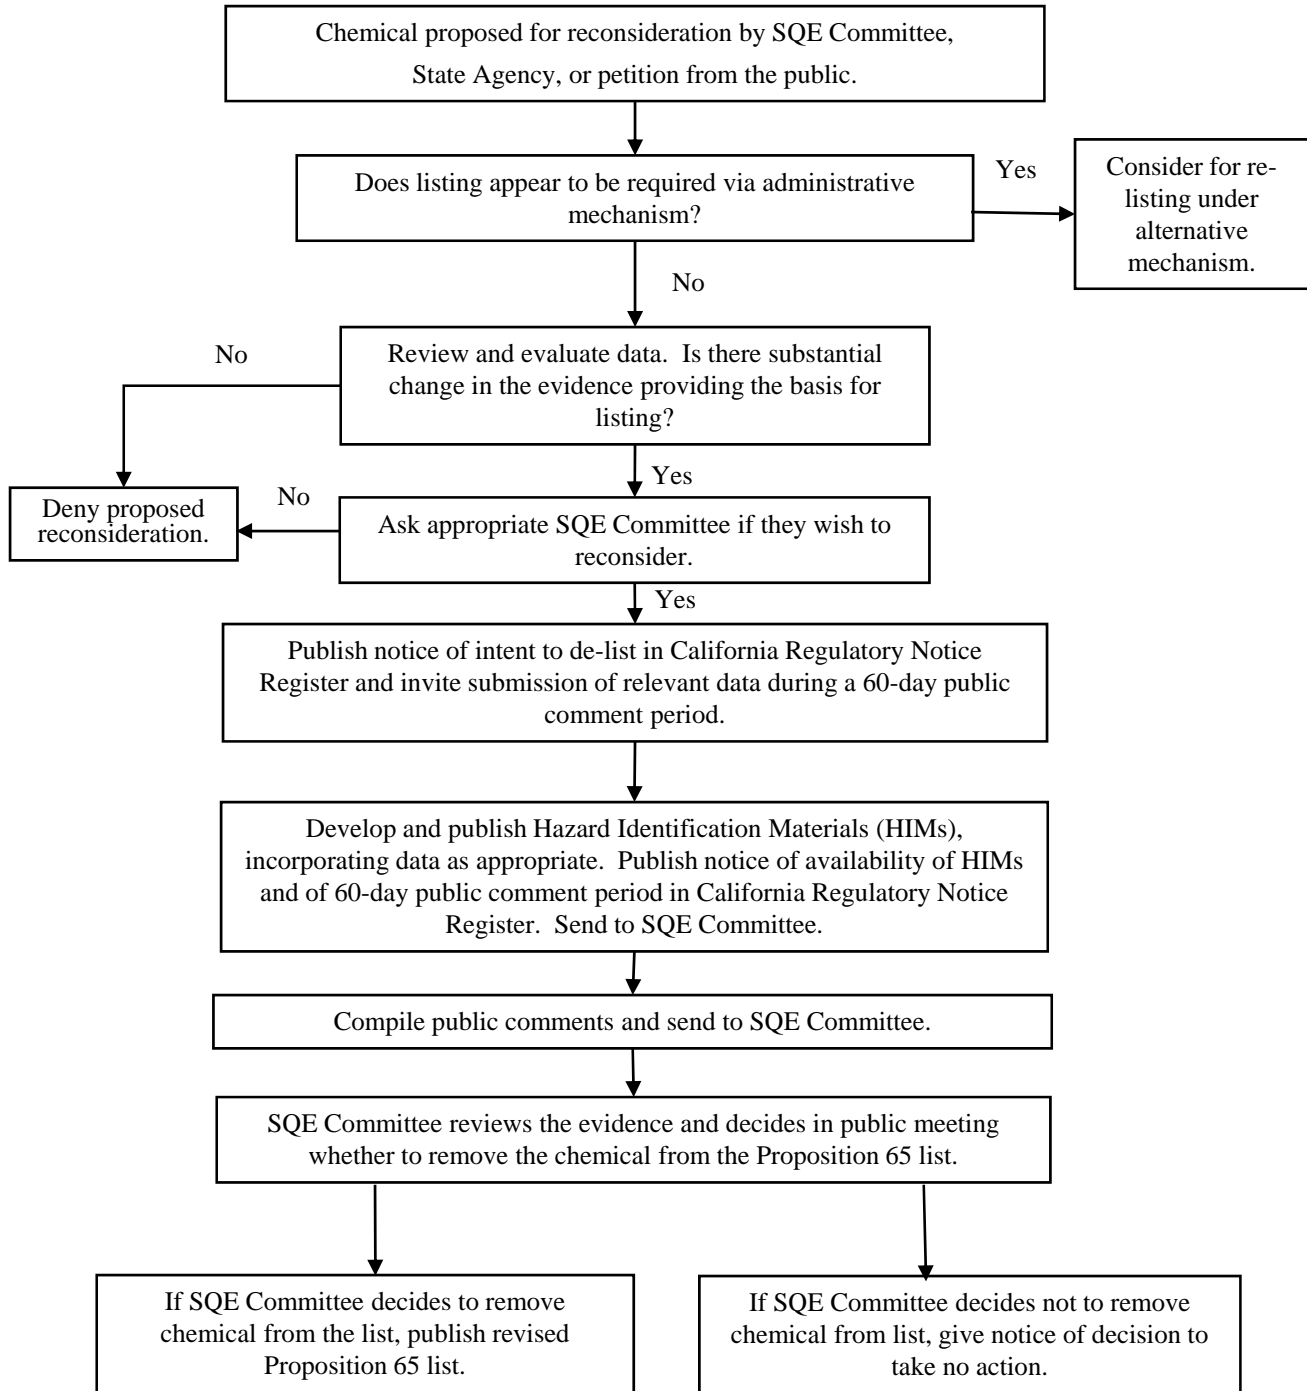 Chemical proposed for reconsideration by SQE Committee,
State Agency, or petition from the public.
Does listing appear to be required via administrative
mechanism?
Yes
Consider for re-
listing under
alternative
mechanism.
No
Review and evaluate data.  Is there substantial
change in the evidence providing the basis for
listing?
No
Yes
Deny proposed
reconsideration.
No
Ask appropriate SQE Committee if they wish to
reconsider.
Yes
Publish notice of intent to de-list in California Regulatory Notice
Register and invite submission of relevant data during a 60-day public
comment period.
Develop and publish Hazard Identification Materials (HIMs),
incorporating data as appropriate.  Publish notice of availability of HIMs
and of 60-day public comment period in California Regulatory Notice
Register.  Send to SQE Committee.
Compile public comments and send to SQE Committee.
SQE Committee reviews the evidence and decides in public meeting
whether to remove the chemical from the Proposition 65 list.
If SQE Committee decides to remove
chemical from the list, publish revised
Proposition 65 list.
If SQE Committee decides not to remove
chemical from list, give notice of decision to
take no action.